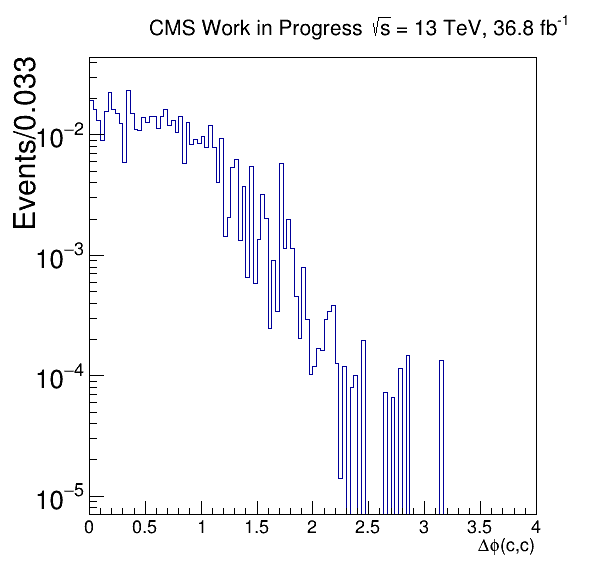 CMS Work in Progress √s = 13 TeV, 36.8 fb⁻¹
Events/0.033
10⁻²
10⁻³
10⁻⁴
10⁻⁵
0 0.5 1 1.5 2 2.5 3 3.5 4
Δϕ(c,c)